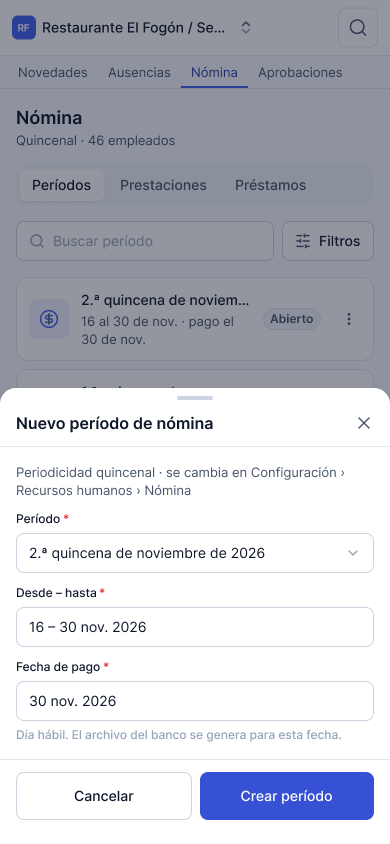 RF Restaurante El Fogón / Se...
Novedades Ausencias Nómina Aprobaciones
Nómina
Quincenal · 46 empleados
Períodos Prestaciones Préstamos
Buscar período Filtros
2.ª quincena de noviem...
16 al 30 de nov. · pago el
30 de nov.
Abierto
Nuevo período de nómina
Periodicidad quincenal · se cambia en Configuración ›
Recursos humanos › Nómina
Período *
2.ª quincena de noviembre de 2026
Desde – hasta *
16 – 30 nov. 2026
Fecha de pago *
30 nov. 2026
Día hábil. El archivo del banco se genera para esta fecha.
Cancelar Crear período